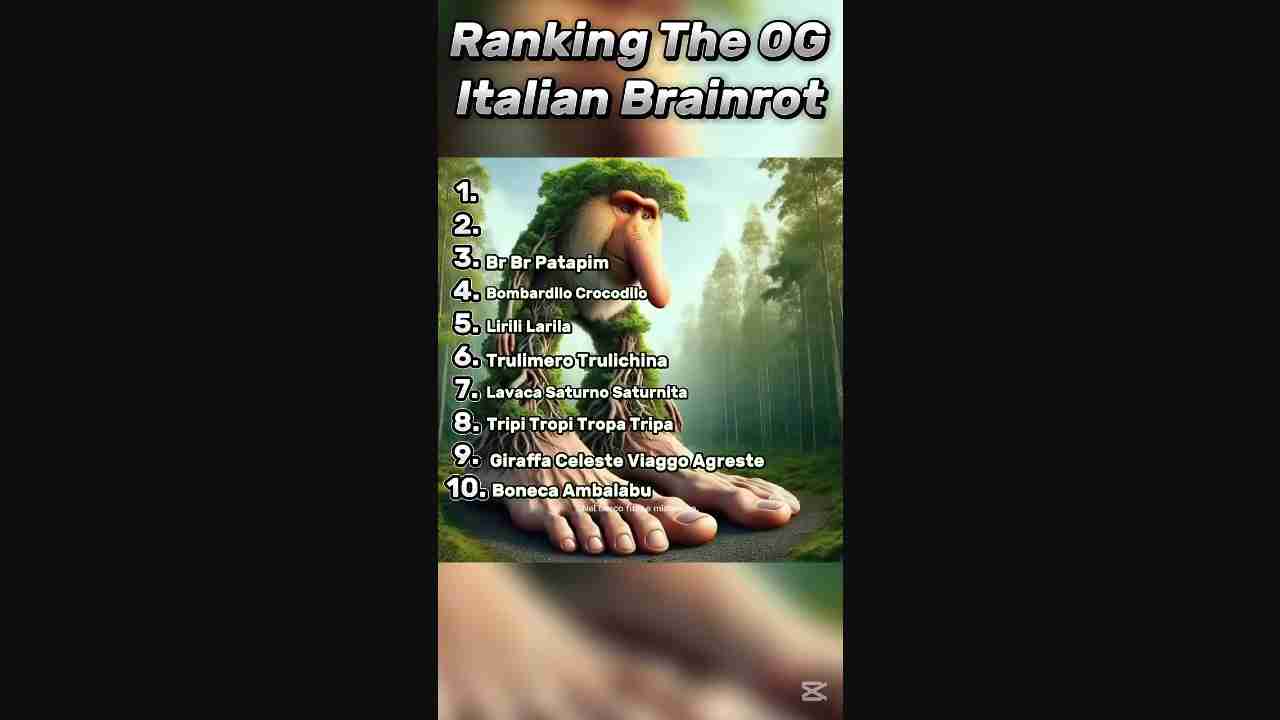 Ranking The OG
Italian Brainrot
1.
2.
3. Br Br Patapim
4. Bombardilo Crocodilo
5. Lirili Larila
6. Trulimero Trulichina
7. Lavaca Saturno Saturnita
8. Tripi Tropi Tropa Tripa
9. Giraffa Celeste Viaggo Agreste
10. Boneca Ambalabu
Nel